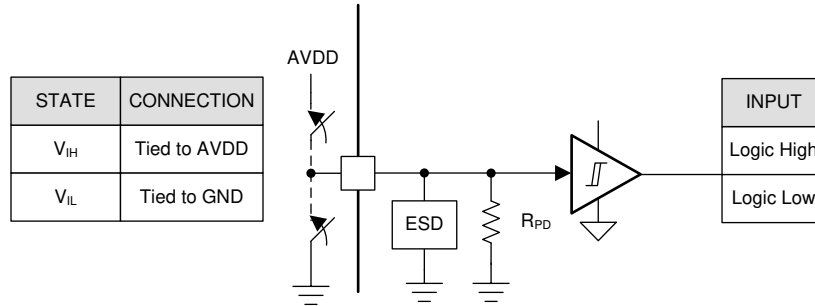 AVDD
STATE CONNECTION
VIH Tied to AVDD
VIL Tied to GND
ESD
RPD
INPUT
Logic High
Logic Low